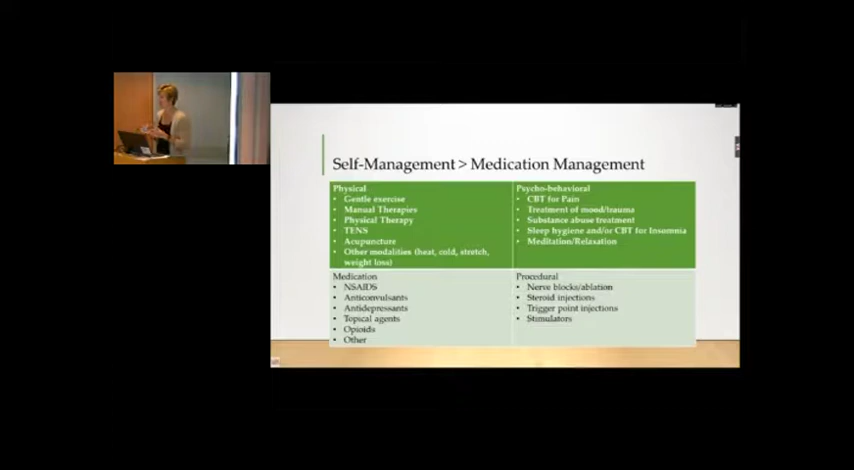 Self-Management > Medication Management
Physical
• Gentle exercise
• Manual Therapies
• Physical Therapy
• TENS
• Acupuncture
• Other modalities (heat, cold, stretch,
weight loss)
Psycho-behavioral
• CBT for Pain
• Treatment of mood/trauma
• Substance abuse treatment
• Sleep hygiene and/or CBT for Insomnia
• Meditation/Relaxation
Medication
• NSAIDS
• Anticonvulsants
• Antidepressants
• Topical agents
• Opioids
• Other
Procedural
• Nerve blocks/ablation
• Steroid injections
• Trigger point injections
• Stimulators